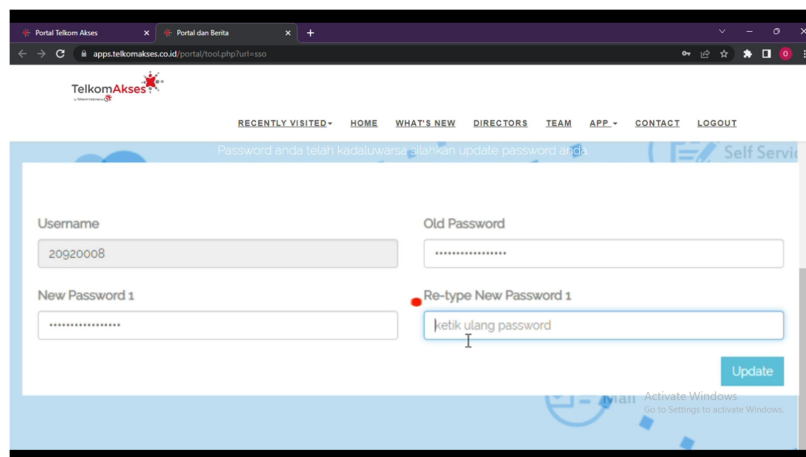 Portal Telkom Akses
Portal dan Berita
apps.telkomakses.co.id/portal/tool.php?url=sso
TelkomAkses
RECENTLY VISITED HOME WHAT'S NEW DIRECTORS TEAM APP CONTACT LOGOUT
Password anda telah kadaluwarsa silahkan update password anda
Self Servic
Username
Old Password
20920008
•••••••••••••••••
New Password 1
Re-type New Password 1
•••••••••••••••••
ketik ulang password
Update
Mail
Activate Windows
Go to Settings to activate Windows.